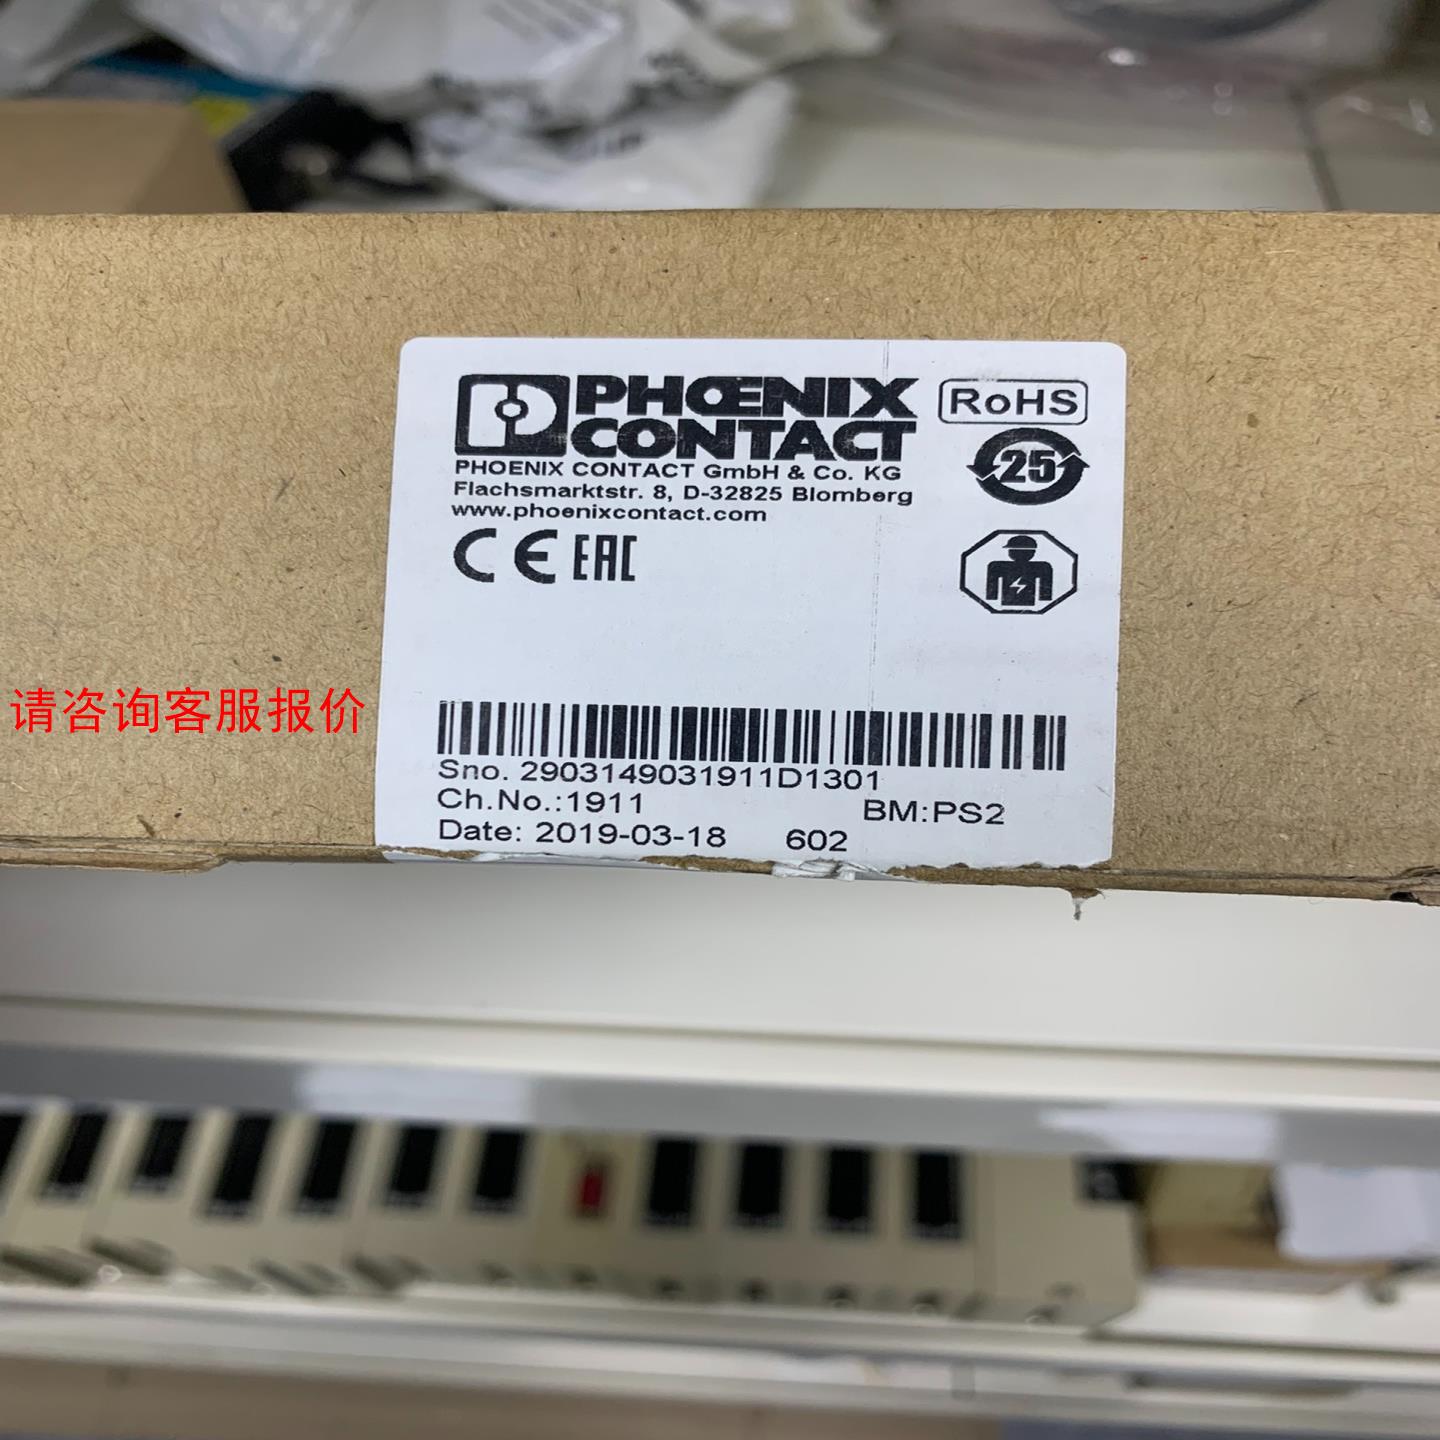 PHOENIX
CONTACT
RoHS
25
PHOENIX CONTACT GmbH & Co. KG
Flachsmarktstr. 8, D-32825 Blomberg
www.phoenixcontact.com
CE EAC
请咨询客服报价
Sno. 2903149031911D1301
Ch.No.:1911 BM:PS2
Date: 2019-03-18 602